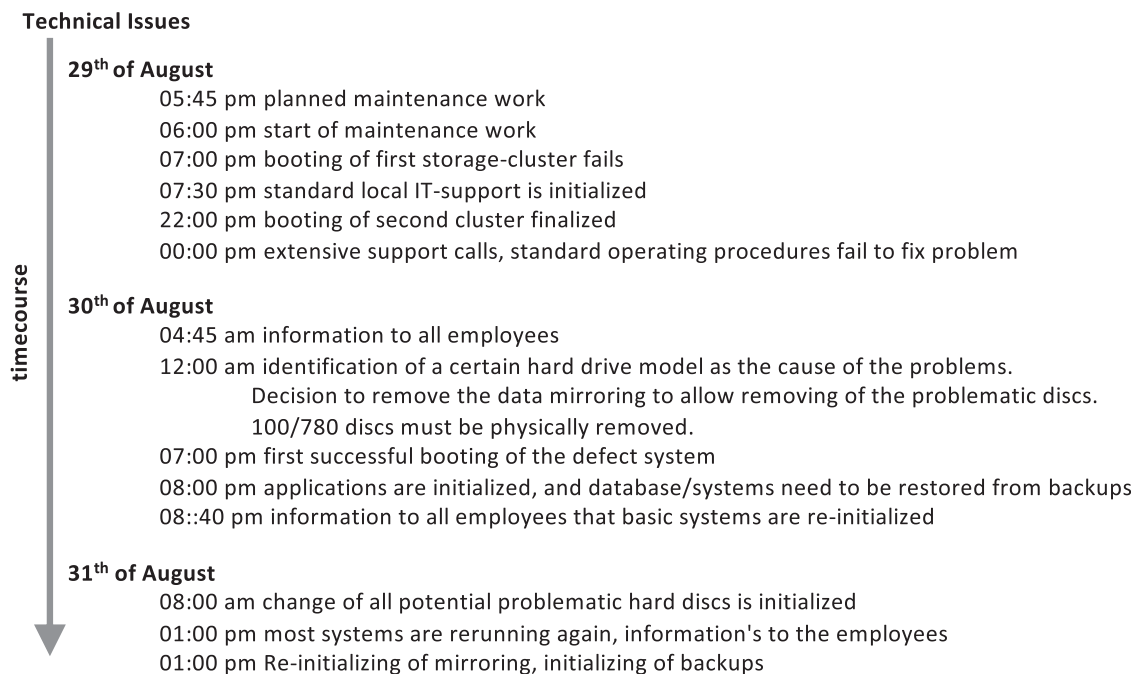 Technical Issues
timecourse
29th of August
05:45 pm planned maintenance work
06:00 pm start of maintenance work
07:00 pm booting of first storage-cluster fails
07:30 pm standard local IT-support is initialized
22:00 pm booting of second cluster finalized
00:00 pm extensive support calls, standard operating procedures fail to fix problem
30th of August
04:45 am information to all employees
12:00 am identification of a certain hard drive model as the cause of the problems.
Decision to remove the data mirroring to allow removing of the problematic discs.
100/780 discs must be physically removed.
07:00 pm first successful booting of the defect system
08:00 pm applications are initialized, and database/systems need to be restored from backups
08::40 pm information to all employees that basic systems are re-initialized
31th of August
08:00 am change of all potential problematic hard discs is initialized
01:00 pm most systems are rerunning again, information's to the employees
01:00 pm Re-initializing of mirroring, initializing of backups